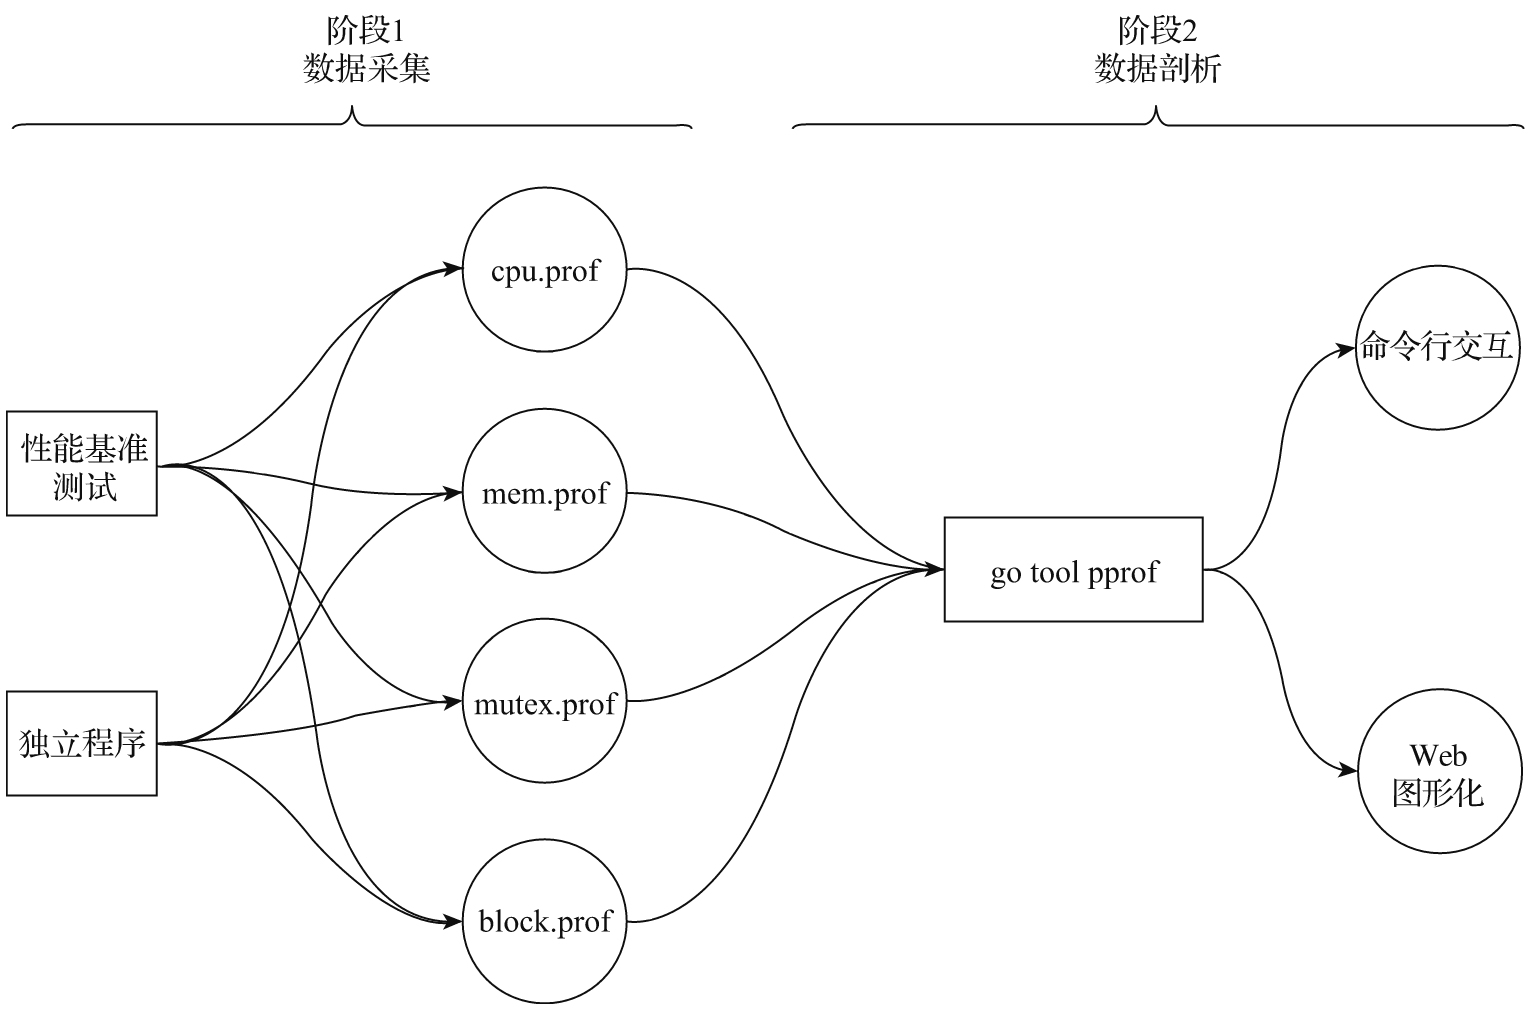 阶段1
数据采集
阶段2
数据剖析
cpu.prof
命令行交互
性能基准
测试
mem.prof
go tool pprof
mutex.prof
独立程序
Web
图形化
block.prof